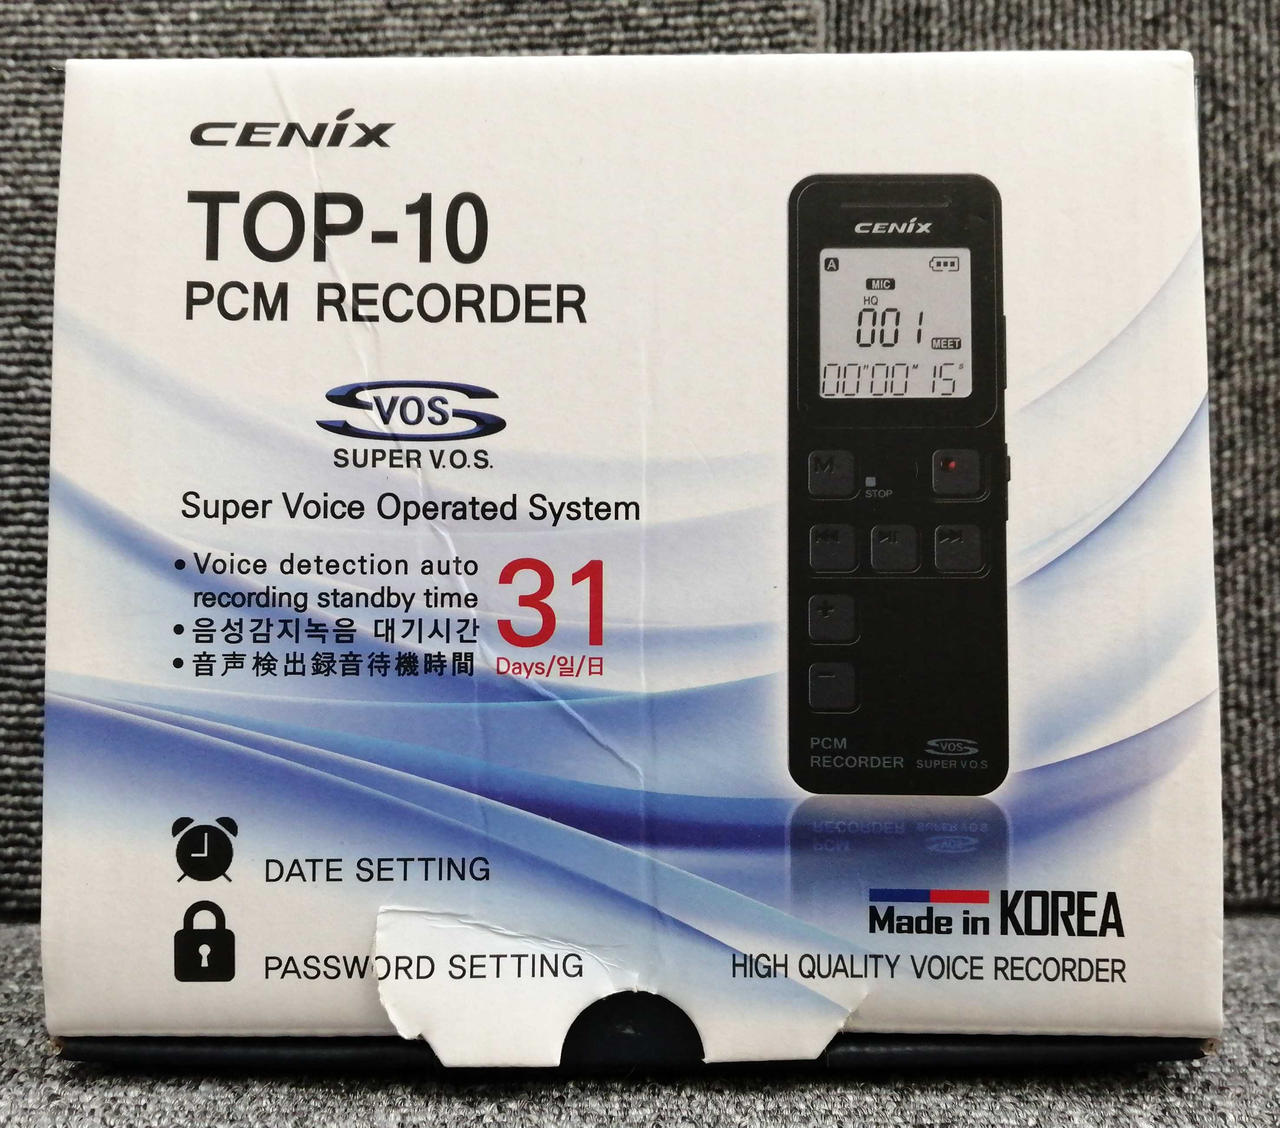 CENIX
TOP-10
PCM RECORDER
VOS
SUPER V.O.S.
Super Voice Operated System
• Voice detection auto
recording standby time
• 음성감지녹음 대기시간
• 音声検出録音待機時間
31
Days/일/日
DATE SETTING
PASSWORD SETTING
CENIX
A
MIC
HQ
001
MEET
00H00M15S
M
STOP
PCM
RECORDER
VOS
SUPER V.O.S
Made in KOREA
HIGH QUALITY VOICE RECORDER